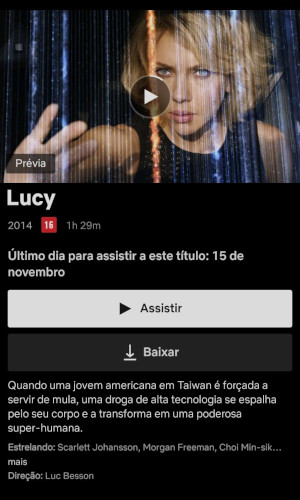 Prévia
Lucy
2014 16 1h 29m
Último dia para assistir a este título: 15 de
novembro
Assistir
Baixar
Quando uma jovem americana em Taiwan é forçada a
servir de mula, uma droga de alta tecnologia se espalha
pelo seu corpo e a transforma em uma poderosa
super-humana.
Estrelando: Scarlett Johansson, Morgan Freeman, Choi Min-sik...
mais
Direção: Luc Besson